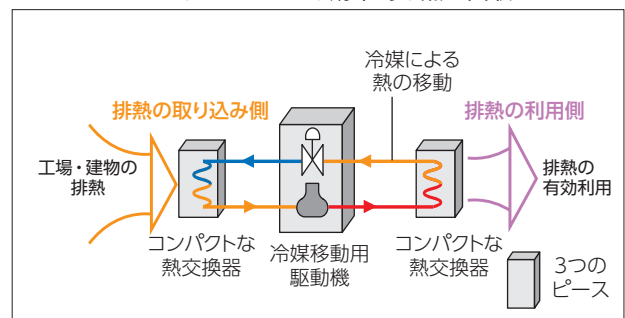 冷媒による
熱の移動
排熱の取り込み側
排熱の利用側
工場・建物の
排熱
排熱の
有効利用
コンパクトな
熱交換器
冷媒移動用
駆動機
コンパクトな
熱交換器
3つの
ピース